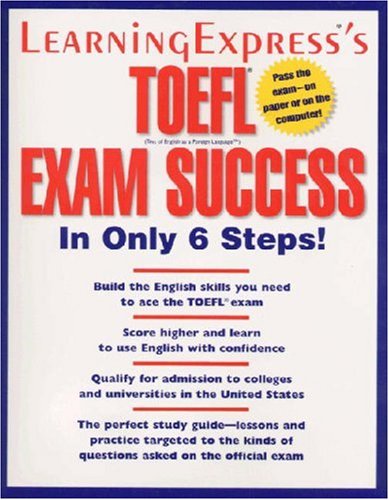 LEARNINGEXPRESS'S
TOEFL®
(Test of English as a Foreign Language™)
Pass the
exam—on
paper or on the
computer!
EXAM SUCCESS
In Only 6 Steps!
Build the English skills you need
to ace the TOEFL® exam
Score higher and learn
to use English with confidence
Qualify for admission to colleges
and universities in the United States
The perfect study guide—lessons and
practice targeted to the kinds of
questions asked on the official exam